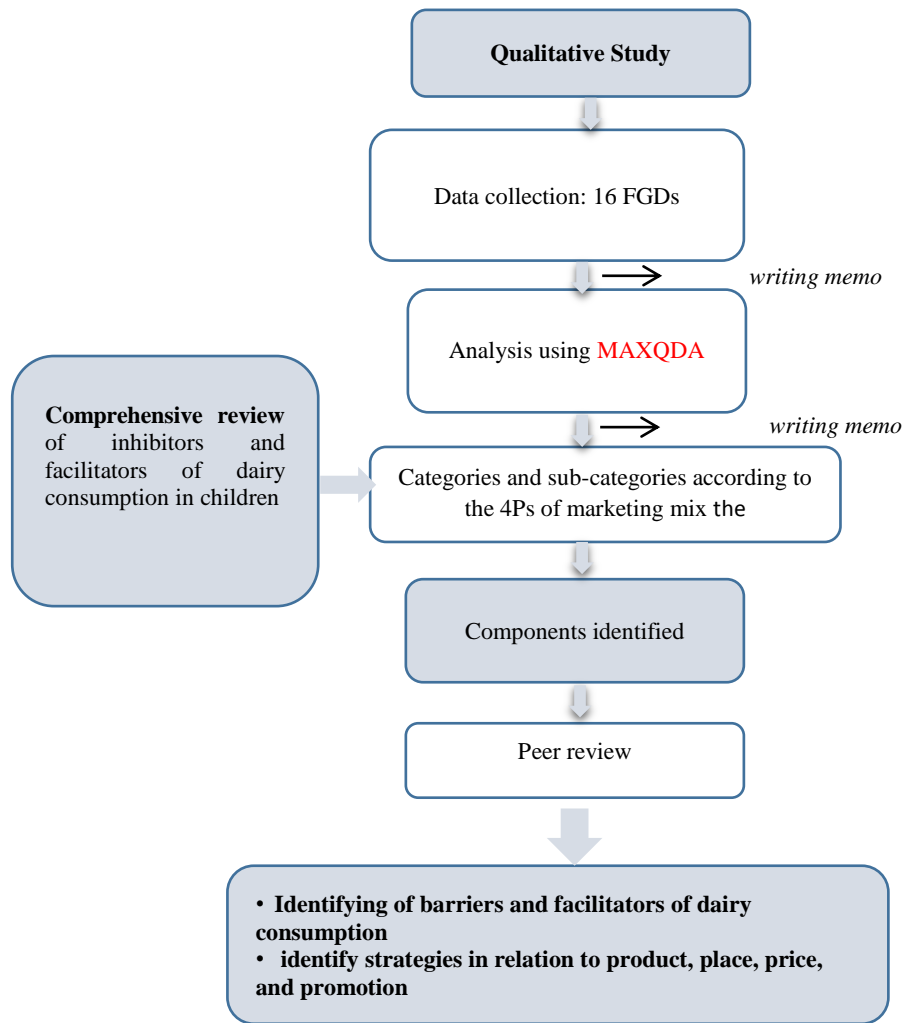 Qualitative Study
Data collection: 16 FGDs
writing memo
Analysis using MAXQDA
writing memo
Comprehensive review
of inhibitors and
facilitators of dairy
consumption in children
Categories and sub-categories according to
the 4Ps of marketing mix the
Components identified
Peer review
• Identifying of barriers and facilitators of dairy
consumption
• identify strategies in relation to product, place, price,
and promotion